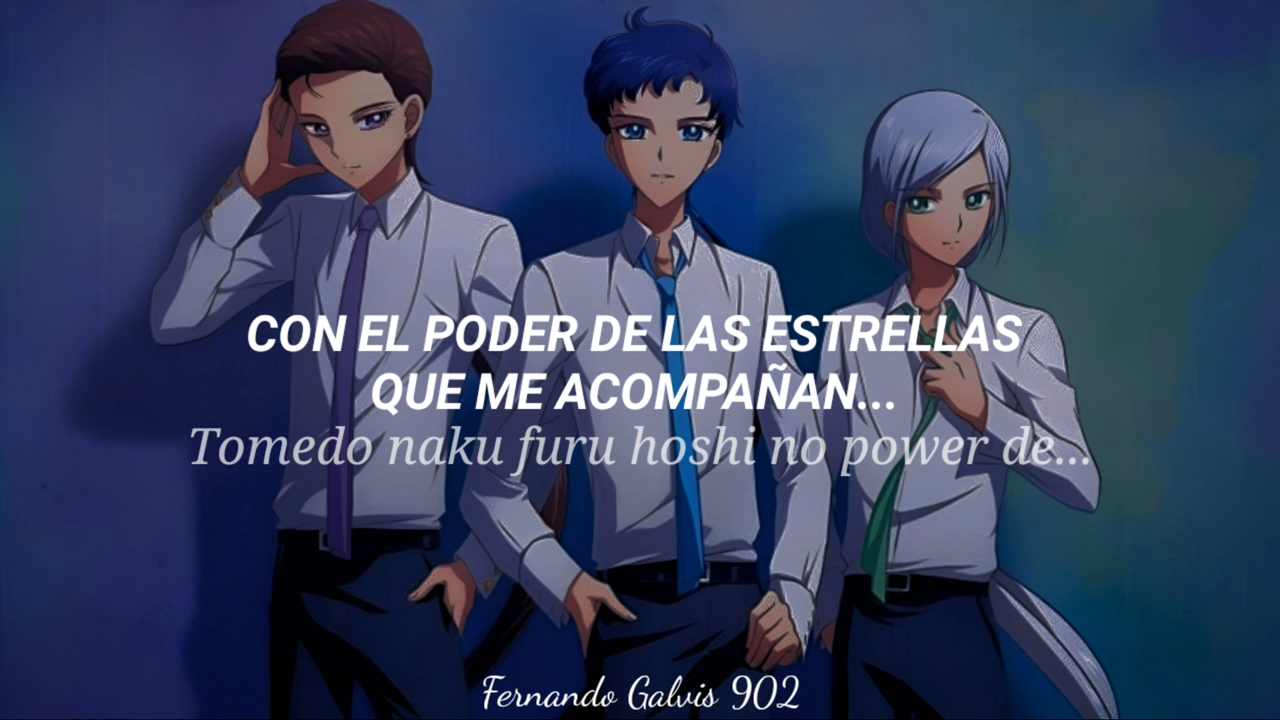 CON EL PODER DE LAS ESTRELLAS
QUE ME ACOMPAÑAN...
Tomedo naku furu hoshi no power de...
Fernando Galvis 902